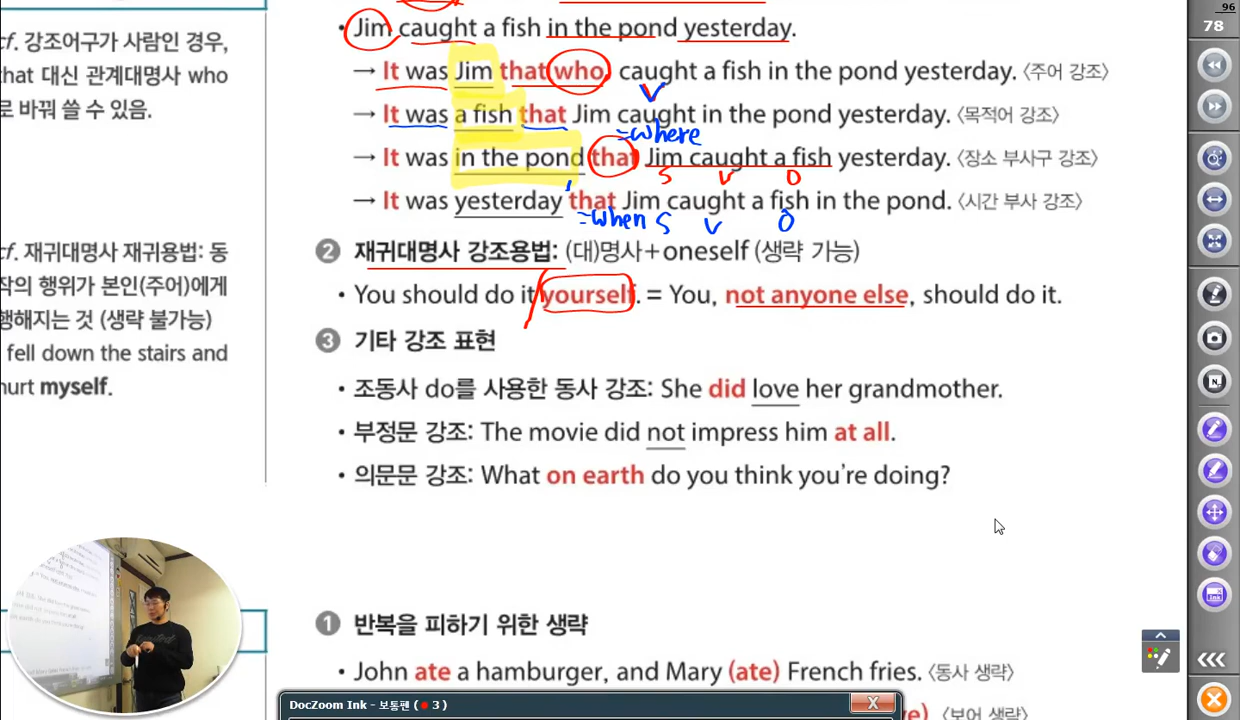 cf. 강조어구가 사람인 경우,
that 대신 관계대명사 who
로 바꿔 쓸 수 있음.
cf. 재귀대명사 재귀용법: 동
작의 행위가 본인(주어)에게
행해지는 것 (생략 불가능)
fell down the stairs and
hurt myself.
• Jim caught a fish in the pond yesterday.
→ It was Jim that who caught a fish in the pond yesterday. 〈주어 강조〉
→ It was a fish that Jim caught in the pond yesterday. 〈목적어 강조〉
=where
→ It was in the pond that Jim caught a fish yesterday. 〈장소 부사구 강조〉
S V O
→ It was yesterday that Jim caught a fish in the pond. 〈시간 부사 강조〉
=when S V O
2 재귀대명사 강조용법: (대)명사+oneself (생략 가능)
• You should do it yourself. = You, not anyone else, should do it.
3 기타 강조 표현
• 조동사 do를 사용한 동사 강조: She did love her grandmother.
• 부정문 강조: The movie did not impress him at all.
• 의문문 강조: What on earth do you think you're doing?
1 반복을 피하기 위한 생략
• John ate a hamburger, and Mary (ate) French fries. 〈동사 생략〉
〈보어 생략〉
DocZoom Ink - 보통펜 ( 3 )
X
96
78
N
Ink